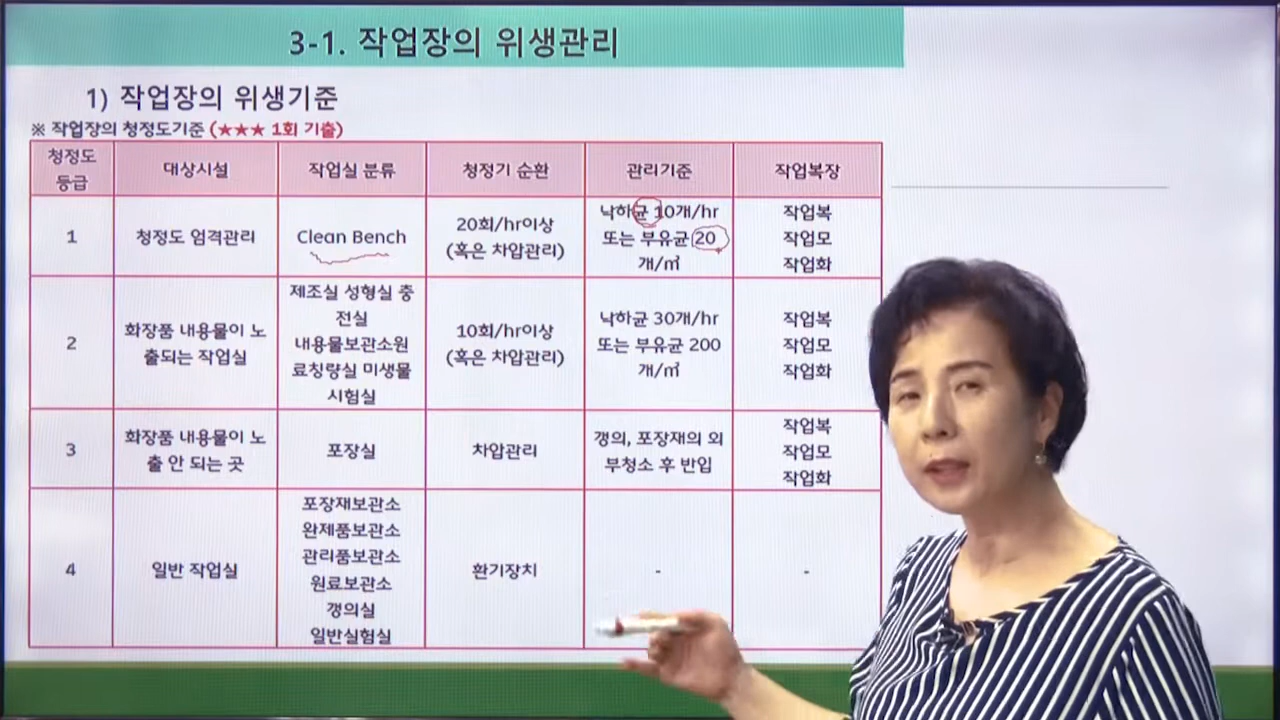 3-1. 작업장의 위생관리
1) 작업장의 위생기준
※ 작업장의 청정도기준 (★★★ 1회 기출)
청정도
등급
대상시설
작업실 분류
청정기 순환
관리기준
작업복장
1
청정도 엄격관리
Clean Bench
20회/hr이상
(혹은 차압관리)
낙하균 10개/hr
또는 부유균 20
개/㎥
작업복
작업모
작업화
2
화장품 내용물이 노
출되는 작업실
제조실 성형실 충
전실
내용물보관소원
료칭량실 미생물
시험실
10회/hr이상
(혹은 차압관리)
낙하균 30개/hr
또는 부유균 200
개/㎥
작업복
작업모
작업화
3
화장품 내용물이 노
출 안 되는 곳
포장실
차압관리
갱의, 포장재의 외
부청소 후 반입
작업복
작업모
작업화
4
일반 작업실
포장재보관소
완제품보관소
관리품보관소
원료보관소
갱의실
일반실험실
환기장치
-
-